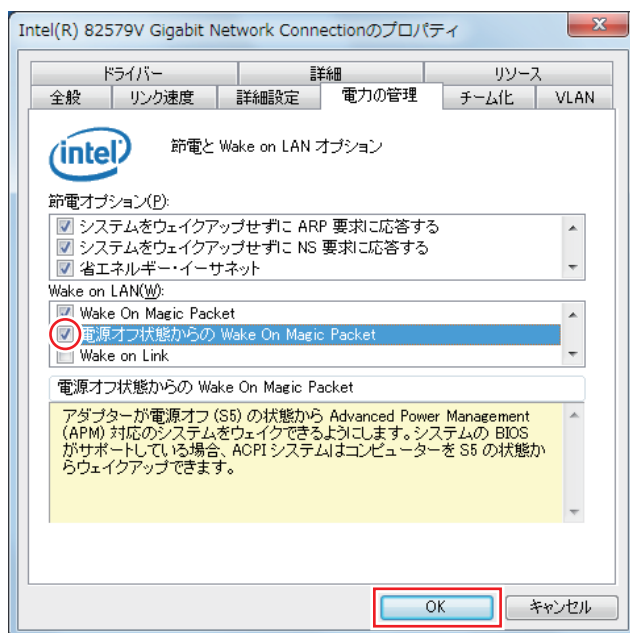 Intel(R) 82579V Gigabit Network Connectionのプロパティ
ドライバー 詳細 リソース
全般 リンク速度 詳細設定 電力の管理 チーム化 VLAN
intel 節電と Wake on LAN オプション
節電オプション(P):
システムをウェイクアップせずに ARP 要求に応答する
システムをウェイクアップせずに NS 要求に応答する
省エネルギー・イーサネット
Wake on LAN(W):
Wake On Magic Packet
電源オフ状態からの Wake On Magic Packet
Wake on Link
電源オフ状態からの Wake On Magic Packet
アダプターが電源オフ (S5) の状態から Advanced Power Management
(APM) 対応のシステムをウェイクできるようにします。システムの BIOS
がサポートしている場合、ACPI システムはコンピューターを S5 の状態か
らウェイクアップできます。
OK キャンセル